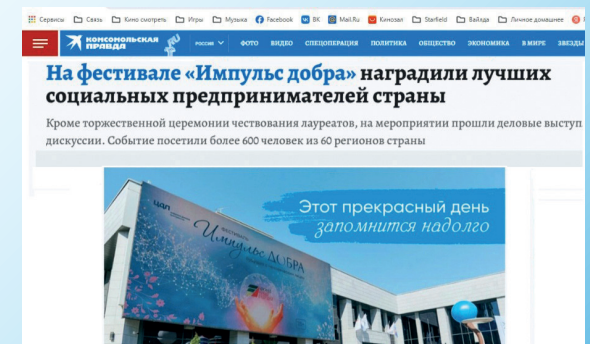 Сервисы Связь Кино смотреть Игры Музыка Facebook ВК Mail.Ru Кинозал Starfield Вайлдз Личное домашнее
КОМСОМОЛЬСКАЯ ПРАВДА
РОССИЯ ФОТО ВИДЕО СПЕЦОПЕРАЦИЯ ПОЛИТИКА ОБЩЕСТВО ЭКОНОМИКА В МИРЕ ЗВЕЗДЫ
На фестивале «Импульс добра» наградили лучших
социальных предпринимателей страны
Кроме торжественной церемонии чествования лауреатов, на мероприятии прошли деловые выступ
дискуссии. Событие посетили более 600 человек из 60 регионов страны
Этот прекрасный день
запомнится надолго
ФЕСТИВАЛЬ
Импульс ДОБРА